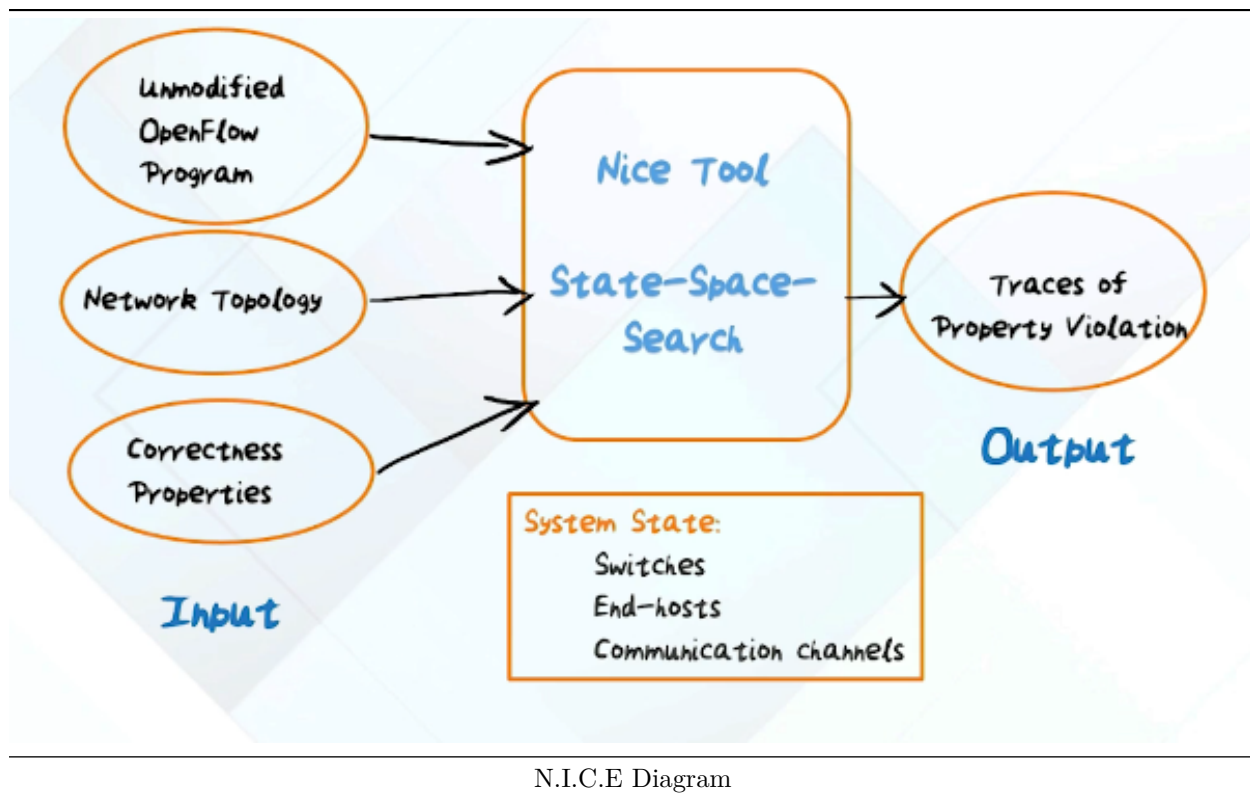 Unmodified
OpenFlow
Program
Network Topology
Correctness
Properties
Input
Nice Tool
State-Space-
Search
System State:
Switches
End-hosts
Communication channels
Traces of
Property Violation
Output
N.I.C.E Diagram